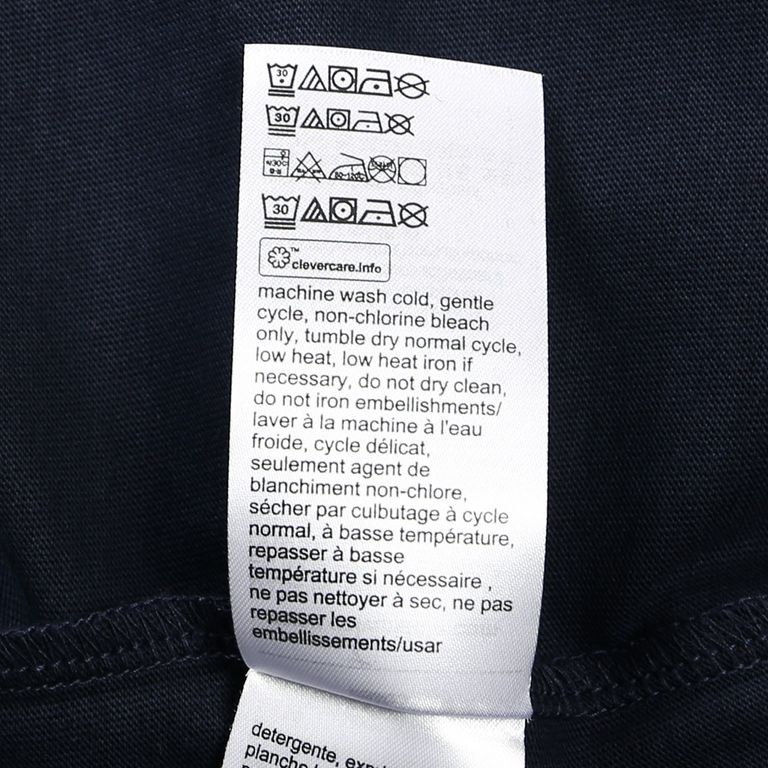 30
30
30
clevercare.info
machine wash cold, gentle
cycle, non-chlorine bleach
only, tumble dry normal cycle,
low heat, low heat iron if
necessary, do not dry clean,
do not iron embellishments/
laver à la machine à l'eau
froide, cycle délicat,
seulement agent de
blanchiment non-chlore,
sécher par culbutage à cycle
normal, à basse température,
repasser à basse
température si nécessaire ,
ne pas nettoyer à sec, ne pas
repasser les
embellissements/usar
detergente,
planche